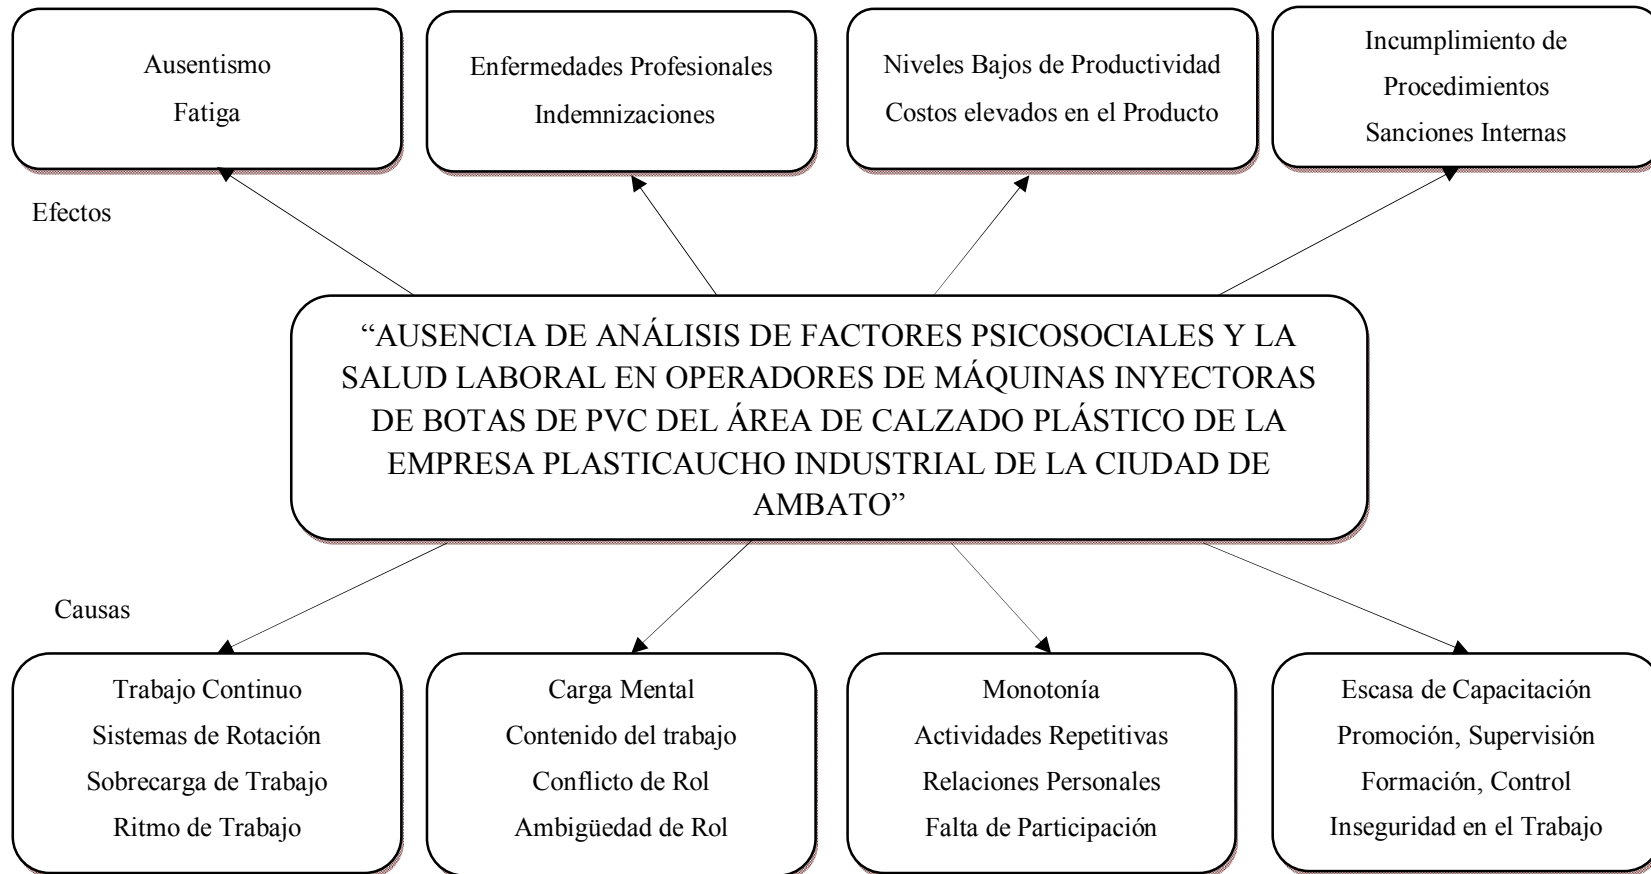 Ausentismo
Fatiga
Enfermedades Profesionales
Indemnizaciones
Niveles Bajos de Productividad
Costos elevados en el Producto
Incumplimiento de
Procedimientos
Sanciones Internas
Efectos
“AUSENCIA DE ANÁLISIS DE FACTORES PSICOSOCIALES Y LA
SALUD LABORAL EN OPERADORES DE MÁQUINAS INYECTORAS
DE BOTAS DE PVC DEL ÁREA DE CALZADO PLÁSTICO DE LA
EMPRESA PLASTICAUCHO INDUSTRIAL DE LA CIUDAD DE
AMBATO”
Causas
Trabajo Continuo
Sistemas de Rotación
Sobrecarga de Trabajo
Ritmo de Trabajo
Carga Mental
Contenido del trabajo
Conflicto de Rol
Ambigüedad de Rol
Monotonía
Actividades Repetitivas
Relaciones Personales
Falta de Participación
Escasa de Capacitación
Promoción, Supervisión
Formación, Control
Inseguridad en el Trabajo